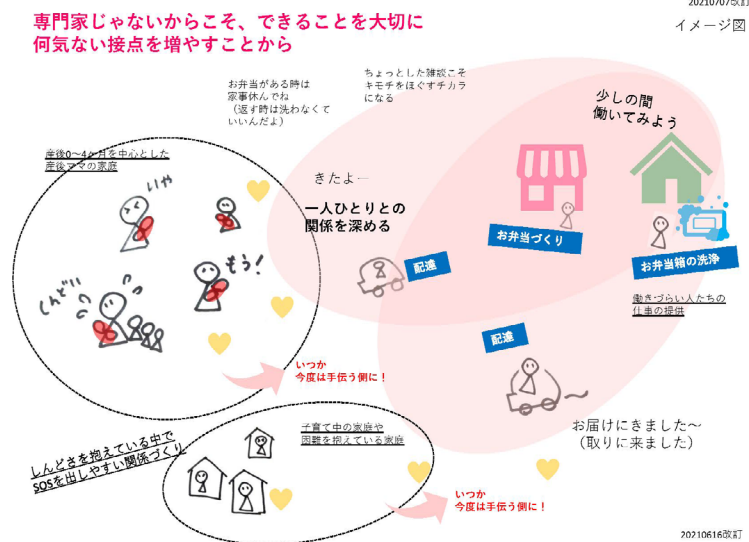 20210707改訂
専門家じゃないからこそ、できることを大切に
何気ない接点を増やすことから
イメージ図
お弁当がある時は
家事休んでね
（返す時は洗わなくて
いいんだよ）
ちょっとした雑談こそ
キモチをほぐすチカラ
になる
少しの間
働いてみよう
産後0～4ヶ月を中心とした
産後ママの家庭
いや
きたよー
一人ひとりとの
関係を深める
お弁当づくり
お弁当箱の洗浄
配達
もう！
しんどい
働きづらい人たちの
仕事の提供
配達
いつか
今度は手伝う側に！
お届けにきました～
（取りに来ました）
子育て中の家庭や
困難を抱えている家庭
しんどさを抱えている中で
SOSを出しやすい関係づくり
いつか
今度は手伝う側に！
20210616改訂